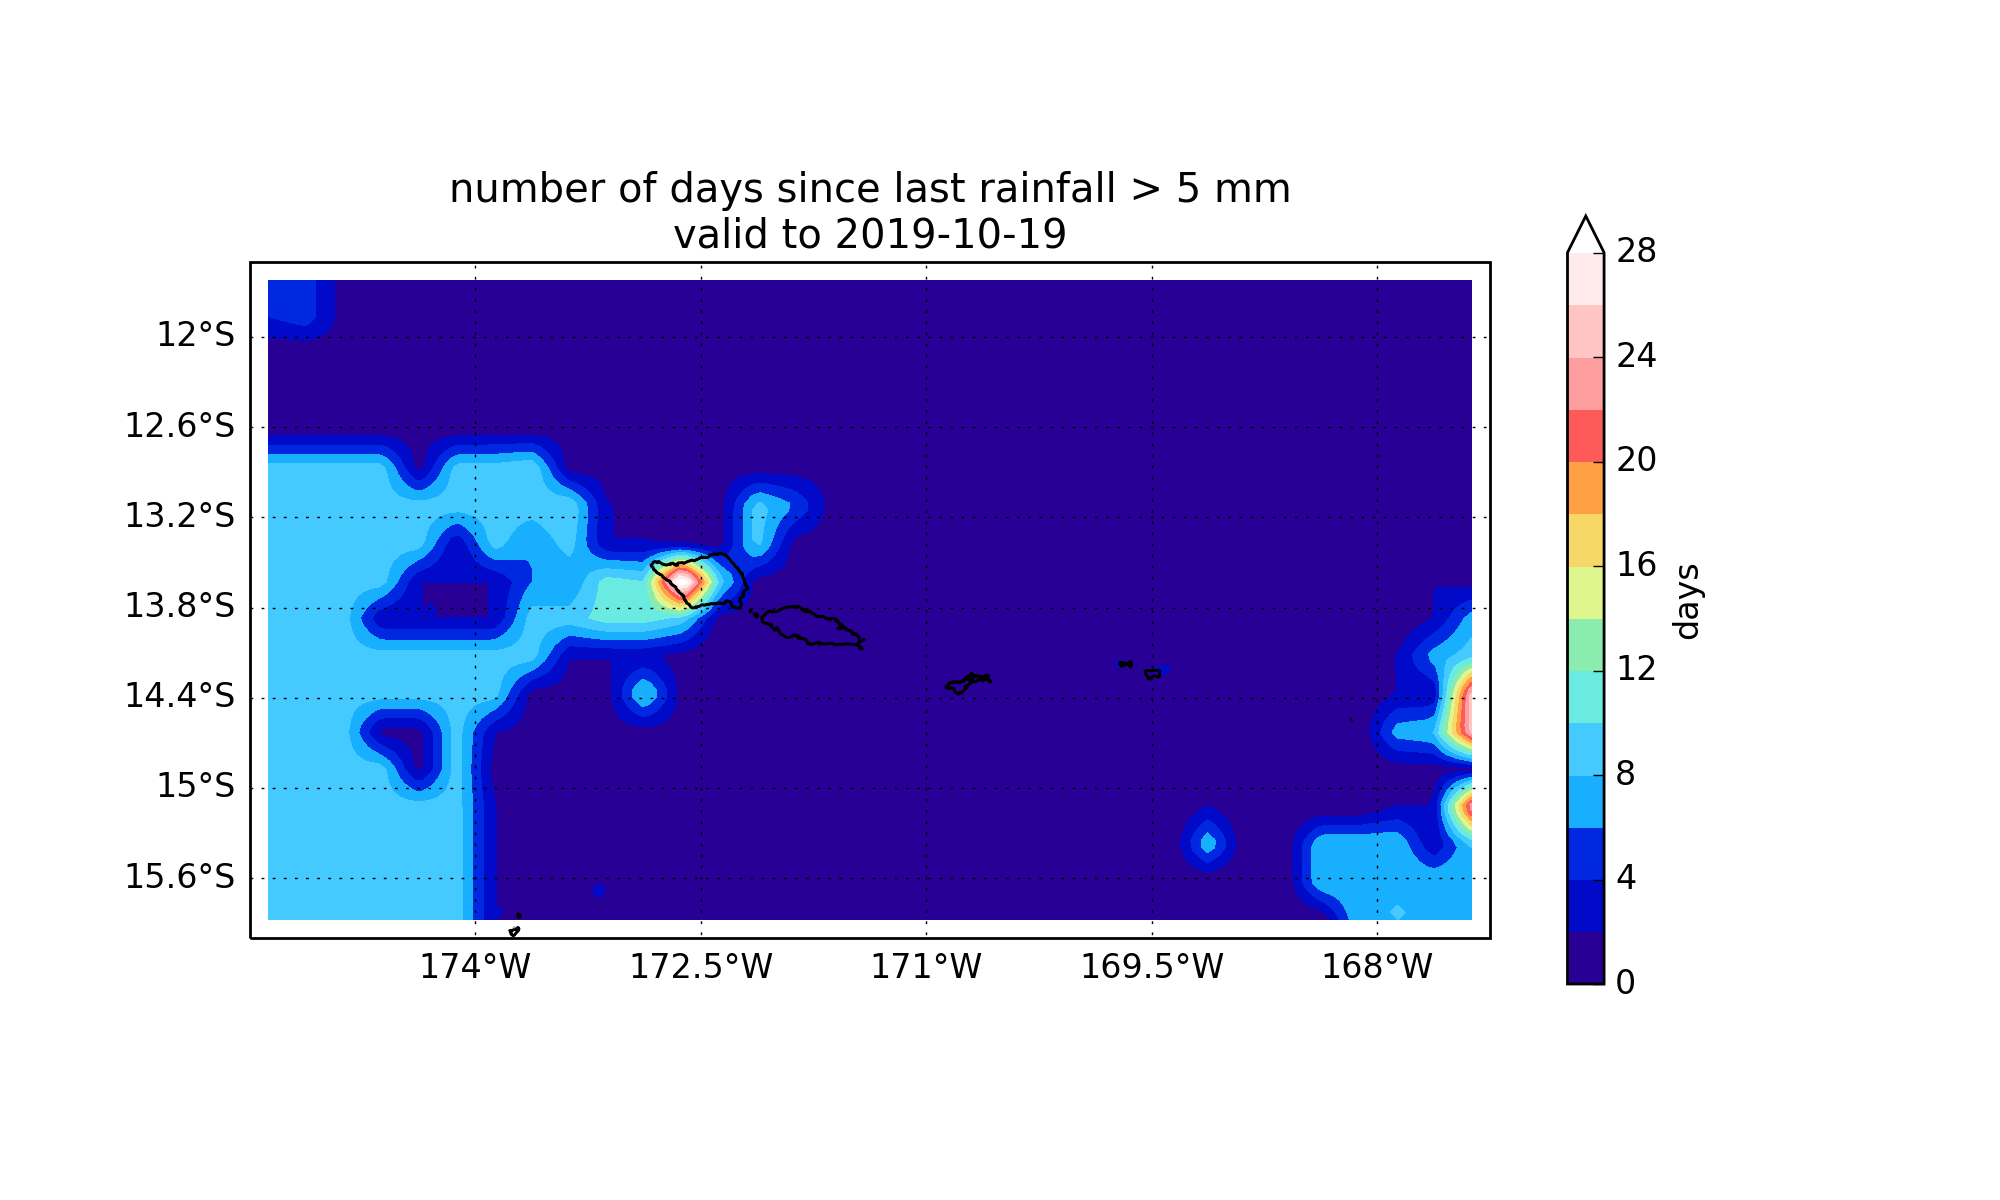 number of days since last rainfall > 5 mm
valid to 2019-10-19
12°S
12.6°S
13.2°S
13.8°S
14.4°S
15°S
15.6°S
174°W
172.5°W
171°W
169.5°W
168°W
28
24
20
16
12
8
4
0
days